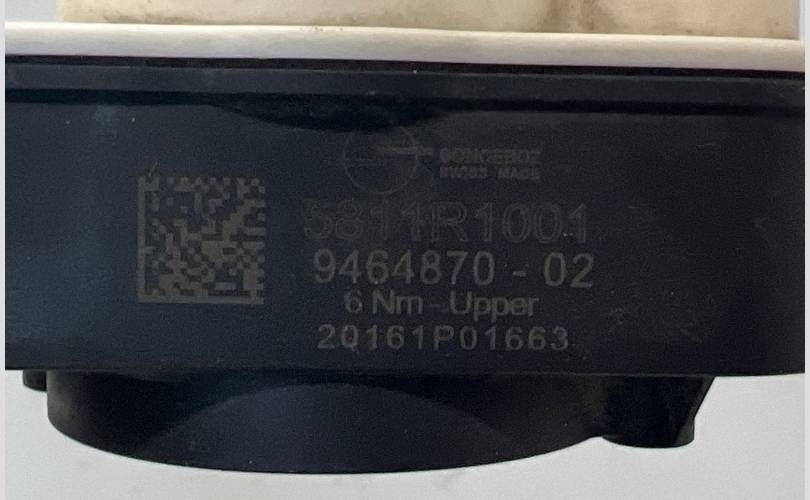 SONCEBOZ
SWISS MADE
5811R1001
9464870 - 02
6 Nm - Upper
20161P01663